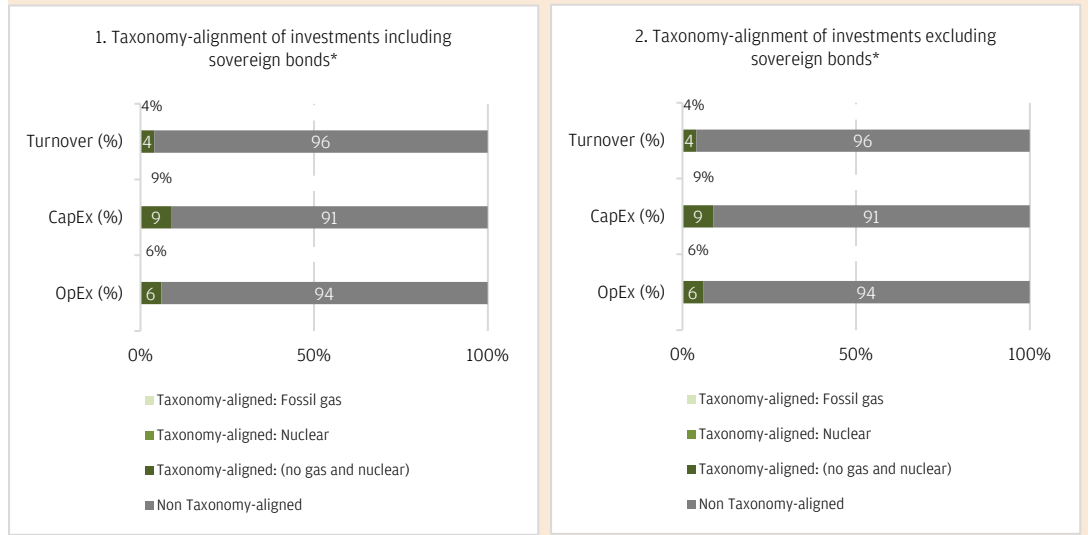 1. Taxonomy-alignment of investments including
sovereign bonds*
4%
Turnover (%)
4
96
9%
CapEx (%)
9
91
6%
OpEx (%)
6
94
0%
50%
100%
Taxonomy-aligned: Fossil gas
Taxonomy-aligned: Nuclear
Taxonomy-aligned: (no gas and nuclear)
Non Taxonomy-aligned
2. Taxonomy-alignment of investments excluding
sovereign bonds*
4%
Turnover (%)
4
96
9%
CapEx (%)
9
91
6%
OpEx (%)
6
94
0%
50%
100%
Taxonomy-aligned: Fossil gas
Taxonomy-aligned: Nuclear
Taxonomy-aligned: (no gas and nuclear)
Non Taxonomy-aligned